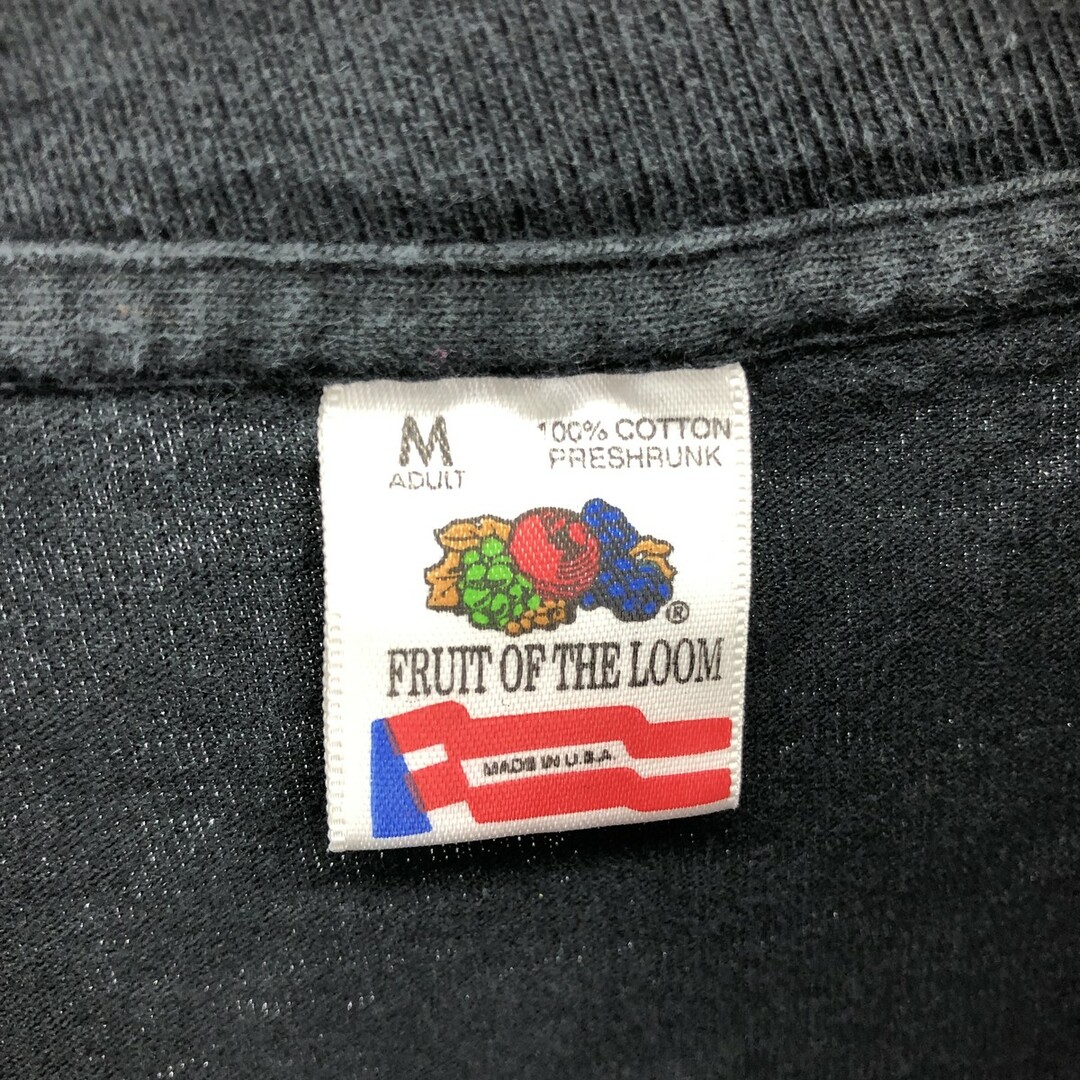 M
ADULT
100% COTTON
PRESHRUNK
®
FRUIT OF THE LOOM
MADE IN U.S.A.